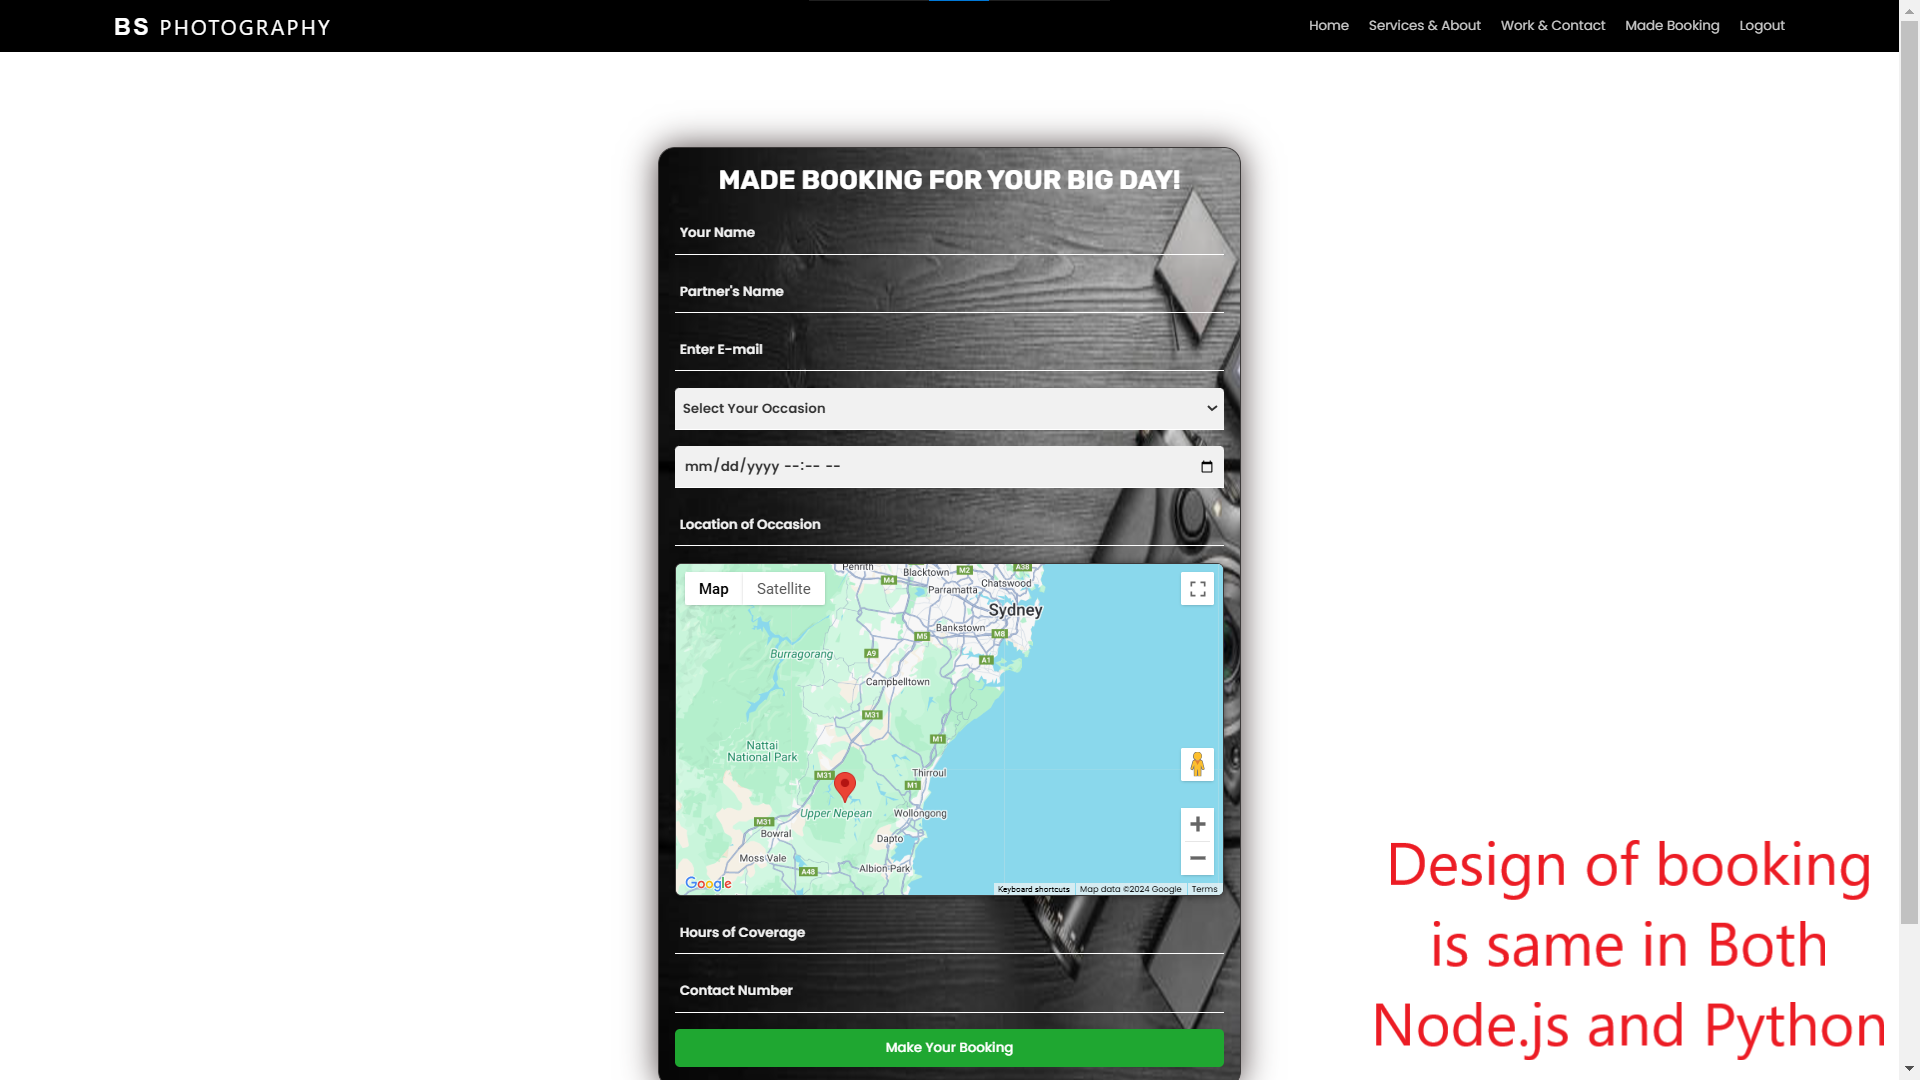 BS PHOTOGRAPHY
Home Services & About Work & Contact Made Booking Logout
MADE BOOKING FOR YOUR BIG DAY!
Your Name
Partner's Name
Enter E-mail
Select Your Occasion
mm/dd/yyyy --:-- --
Location of Occasion
Map Satellite
Penrith
Blacktown
M2
A38
M4
Parramatta
Chatswood
Sydney
Bankstown
M8
M5
Burragorang
A9
A1
Campbelltown
M31
M1
Nattai
National Park
M31
Thirroul
M1
Upper Nepean
Wollongong
M31
Bowral
Dapto
Moss Vale
Albion Park
A48
Google
Keyboard shortcuts Map data ©2024 Google Terms
Hours of Coverage
Contact Number
Make Your Booking
Design of booking
is same in Both
Node.js and Python